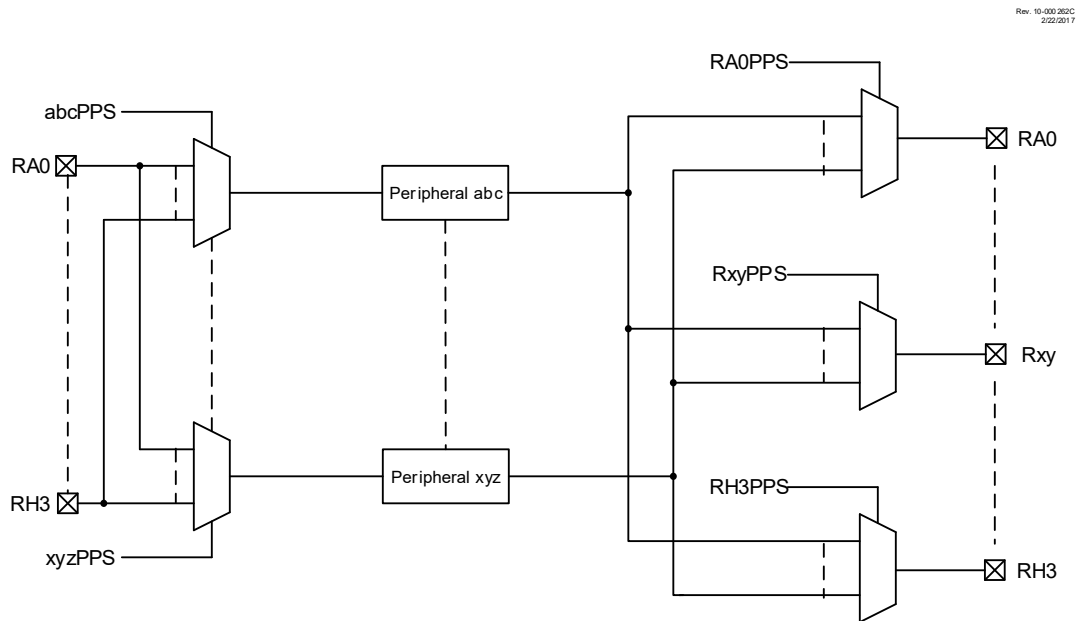 Rev. 10-000 262C
2/22/2017
RA0PPS
abcPPS
RA0
RA0
Peripheral abc
RxyPPS
Rxy
Peripheral xyz
RH3PPS
RH3
xyzPPS
RH3